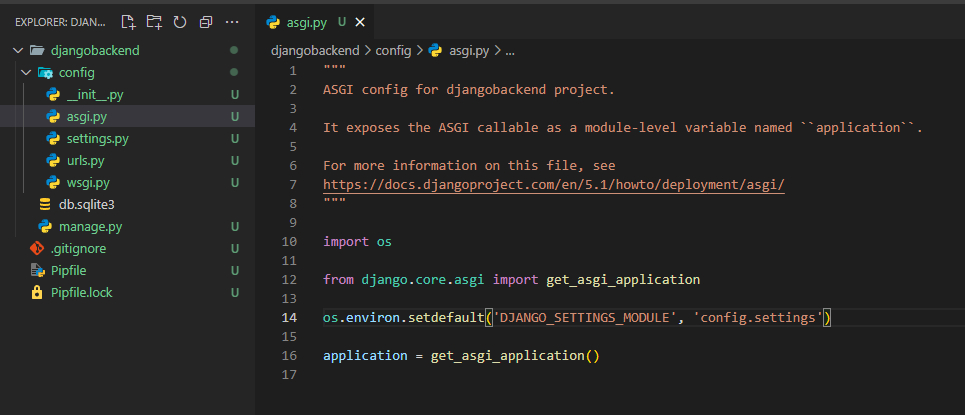 EXPLORER: DJAN...
djangobackend
config
__init__.py U
asgi.py U
settings.py U
urls.py U
wsgi.py U
db.sqlite3
manage.py U
.gitignore U
Pipfile U
Pipfile.lock U
asgi.py U
djangobackend > config > asgi.py > ...
1 """
2 ASGI config for djangobackend project.
3
4 It exposes the ASGI callable as a module-level variable named ``application``.
5
6 For more information on this file, see
7 https://docs.djangoproject.com/en/5.1/howto/deployment/asgi/
8 """
9
10 import os
11
12 from django.core.asgi import get_asgi_application
13
14 os.environ.setdefault('DJANGO_SETTINGS_MODULE', 'config.settings')
15
16 application = get_asgi_application()
17